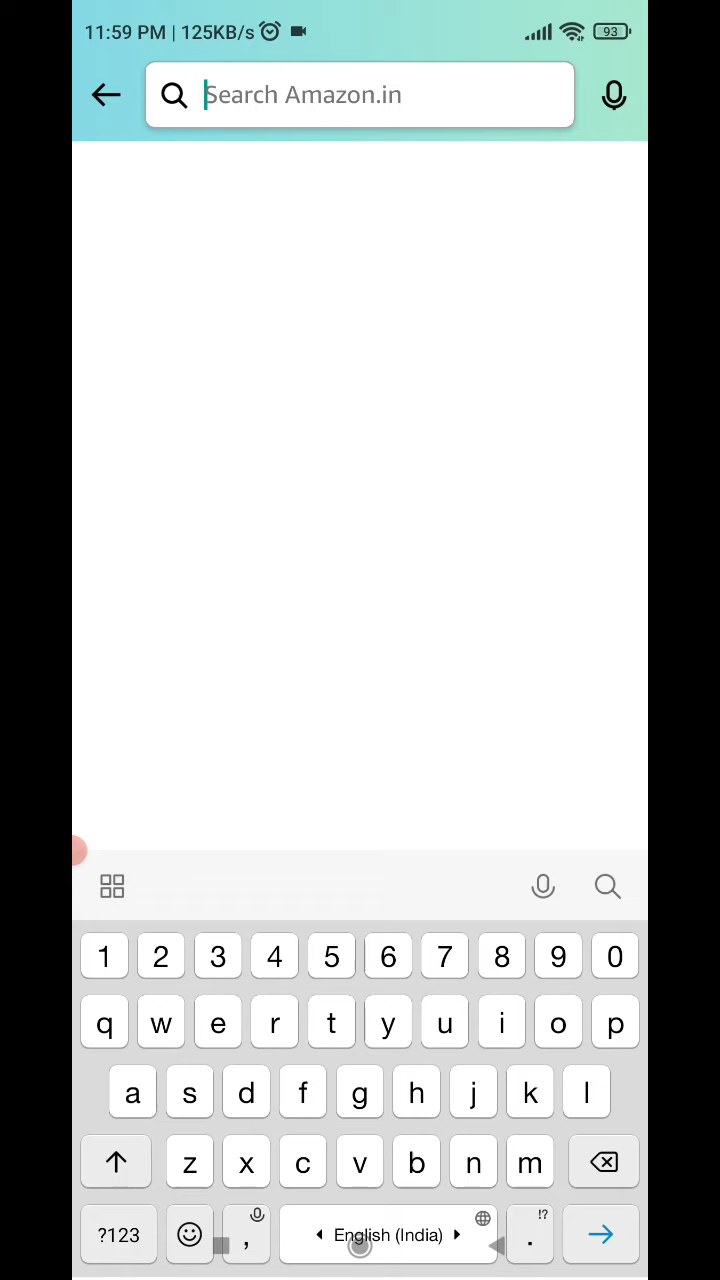 11:59 PM | 125KB/s 93
Search Amazon.in
1 2 3 4 5 6 7 8 9 0
q w e r t y u i o p
a s d f g h j k l
z x c v b n m
!?
?123 , English (India) .